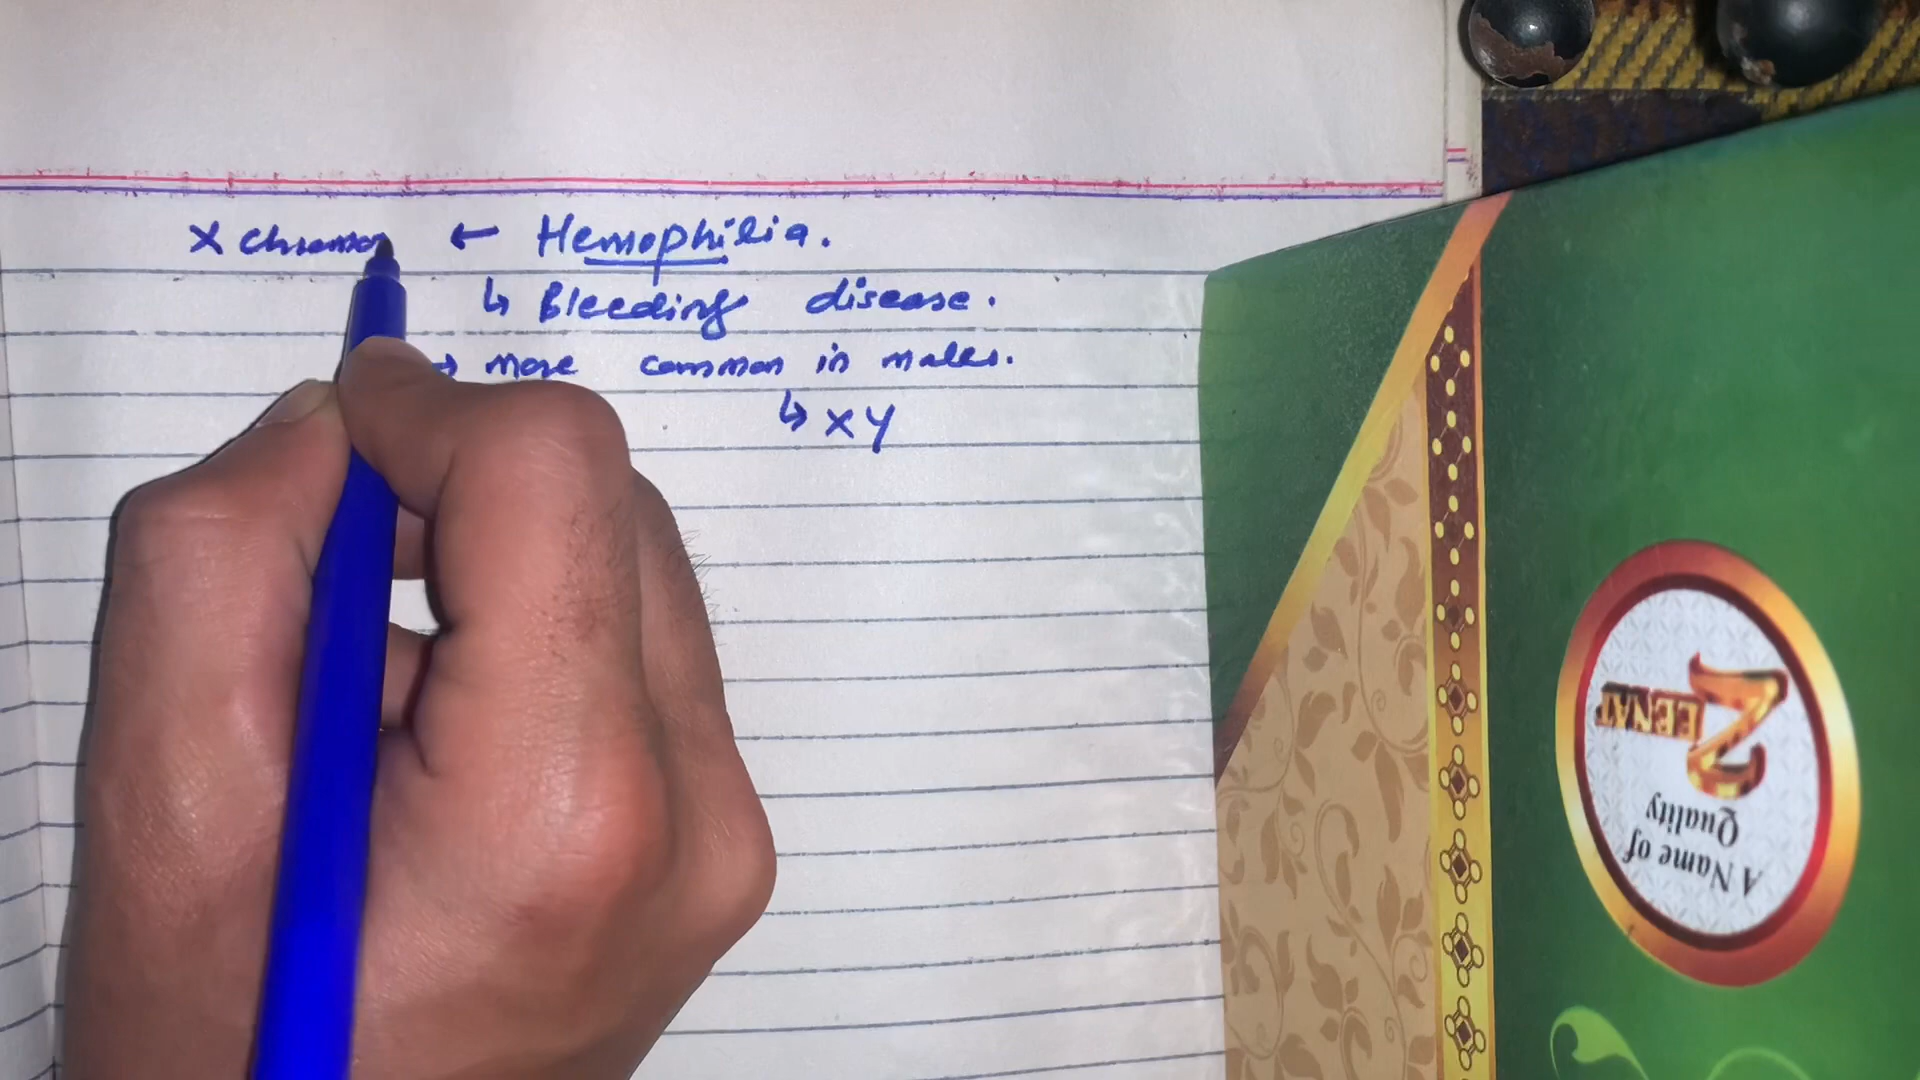 X chromo ← Hemophilia.
↳ Bleeding disease.
→ more common in males.
↳ XY
ZEENAT
A Name of
Quality